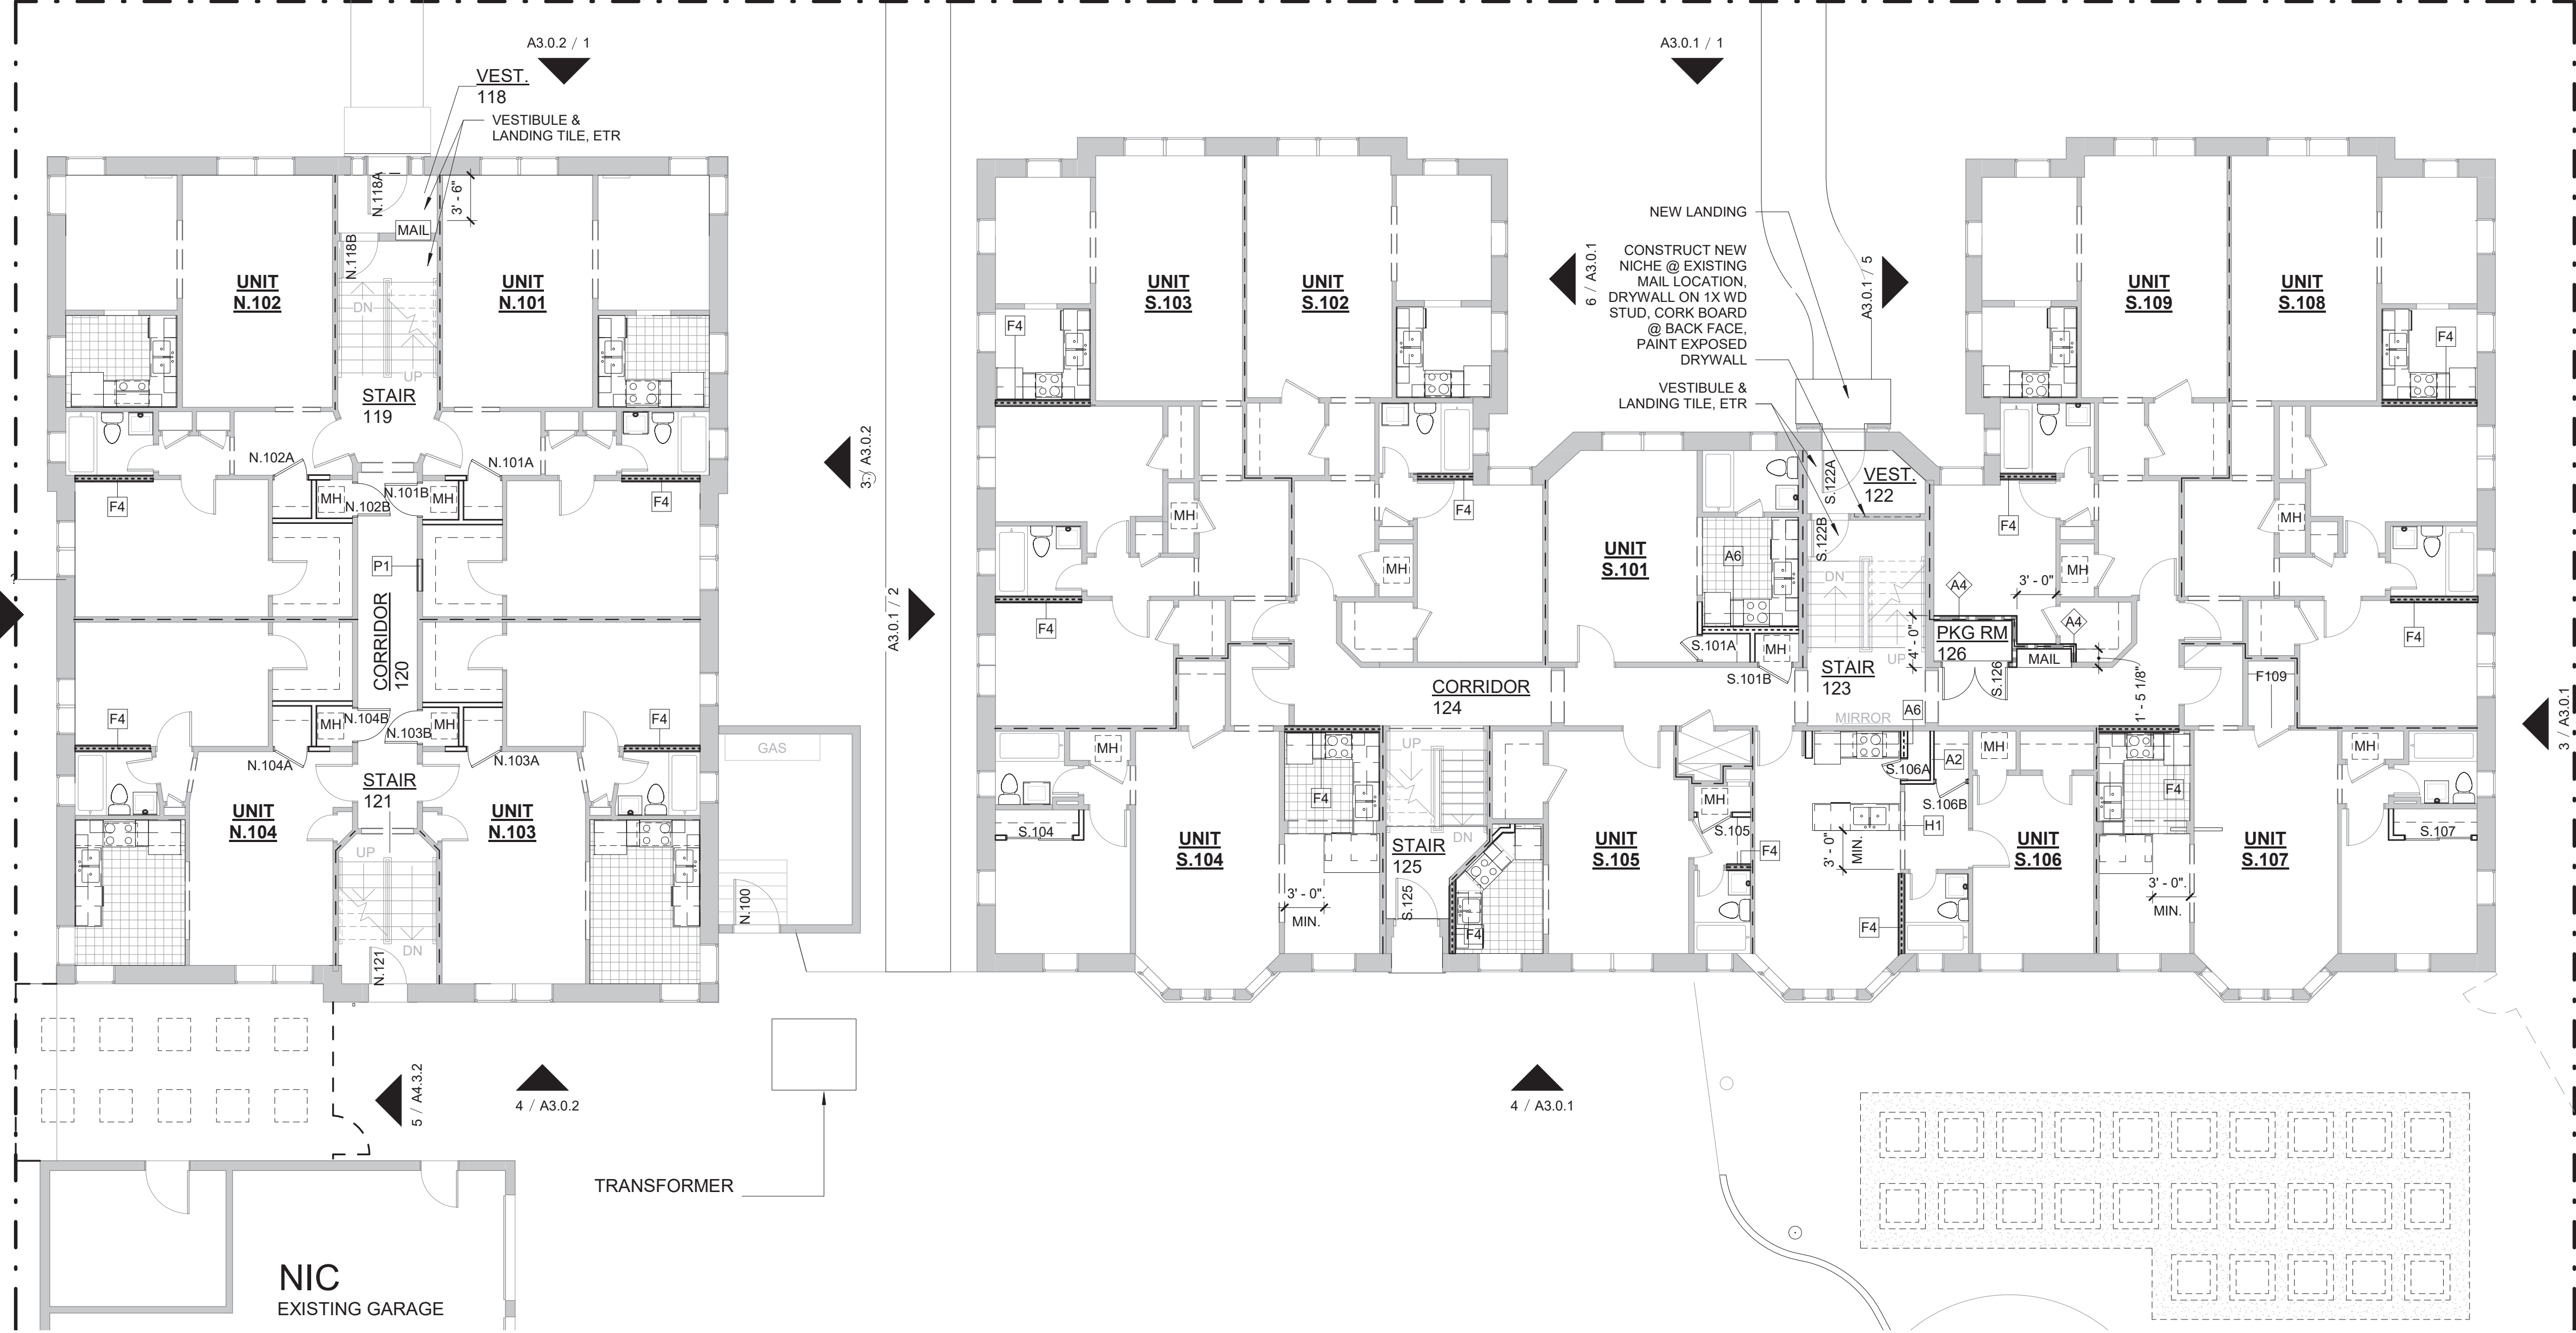 A3.0.2 / 1
VEST.
118
VESTIBULE &
LANDING TILE, ETR
N.118A
3' - 6"
MAIL
N.118B
UNIT
N.102
UNIT
N.101
DN
UP
STAIR
119
N.102A
N.101A
MH
N.101B
MH
N.102B
F4
F4
P1
CORRIDOR
120
F4
MH
N.104B
MH
F4
N.103B
N.104A
N.103A
STAIR
121
UNIT
N.104
UNIT
N.103
UP
DN
N.121
GAS
N.100
3 / A3.0.2
A3.0.1 / 2
5 / A4.3.2
4 / A3.0.2
TRANSFORMER
NIC
EXISTING GARAGE
A3.0.1 / 1
NEW LANDING
CONSTRUCT NEW
NICHE @ EXISTING
MAIL LOCATION,
DRYWALL ON 1X WD
STUD, CORK BOARD
@ BACK FACE,
PAINT EXPOSED
DRYWALL
VESTIBULE &
LANDING TILE, ETR
6 / A3.0.1
A3.0.1 / 5
UNIT
S.103
UNIT
S.102
F4
MH
F4
MH
F4
UNIT
S.101
A6
S.101A
MH
S.101B
S.122A
VEST.
122
S.122B
DN
UP
4' - 0"
STAIR
123
MIRROR
CORRIDOR
124
UNIT
S.109
UNIT
S.108
F4
F4
MH
MH
A4
3' - 0"
A4
PKG RM
126
MAIL
S.126
1' - 5 1/8"
F109
F4
3 / A3.0.1
MH
S.104
UNIT
S.104
F4
3' - 0"
MIN.
UP
DN
STAIR
125
S.125
F4
UNIT
S.105
MH
S.105
F4
A6
S.106A
A2
MH
S.106B
H1
3' - 0"
MIN.
F4
UNIT
S.106
F4
3' - 0".
MIN.
UNIT
S.107
MH
S.107
4 / A3.0.1